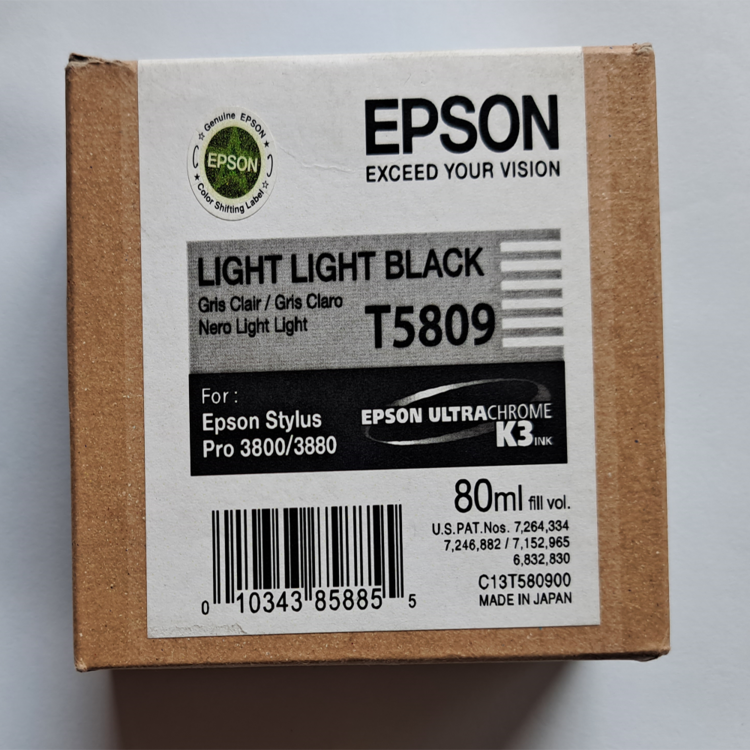 Genuine EPSON
EPSON
Color Shifting Label
EPSON
EXCEED YOUR VISION
LIGHT LIGHT BLACK
Gris Clair / Gris Claro
Nero Light Light
T5809
For :
Epson Stylus
Pro 3800/3880
EPSON ULTRACHROME
K3 INK
80ml fill vol.
U.S.PAT.Nos. 7,264,334
7,246,882 / 7,152,965
6,832,830
C13T580900
MADE IN JAPAN
0 10343 85885 5